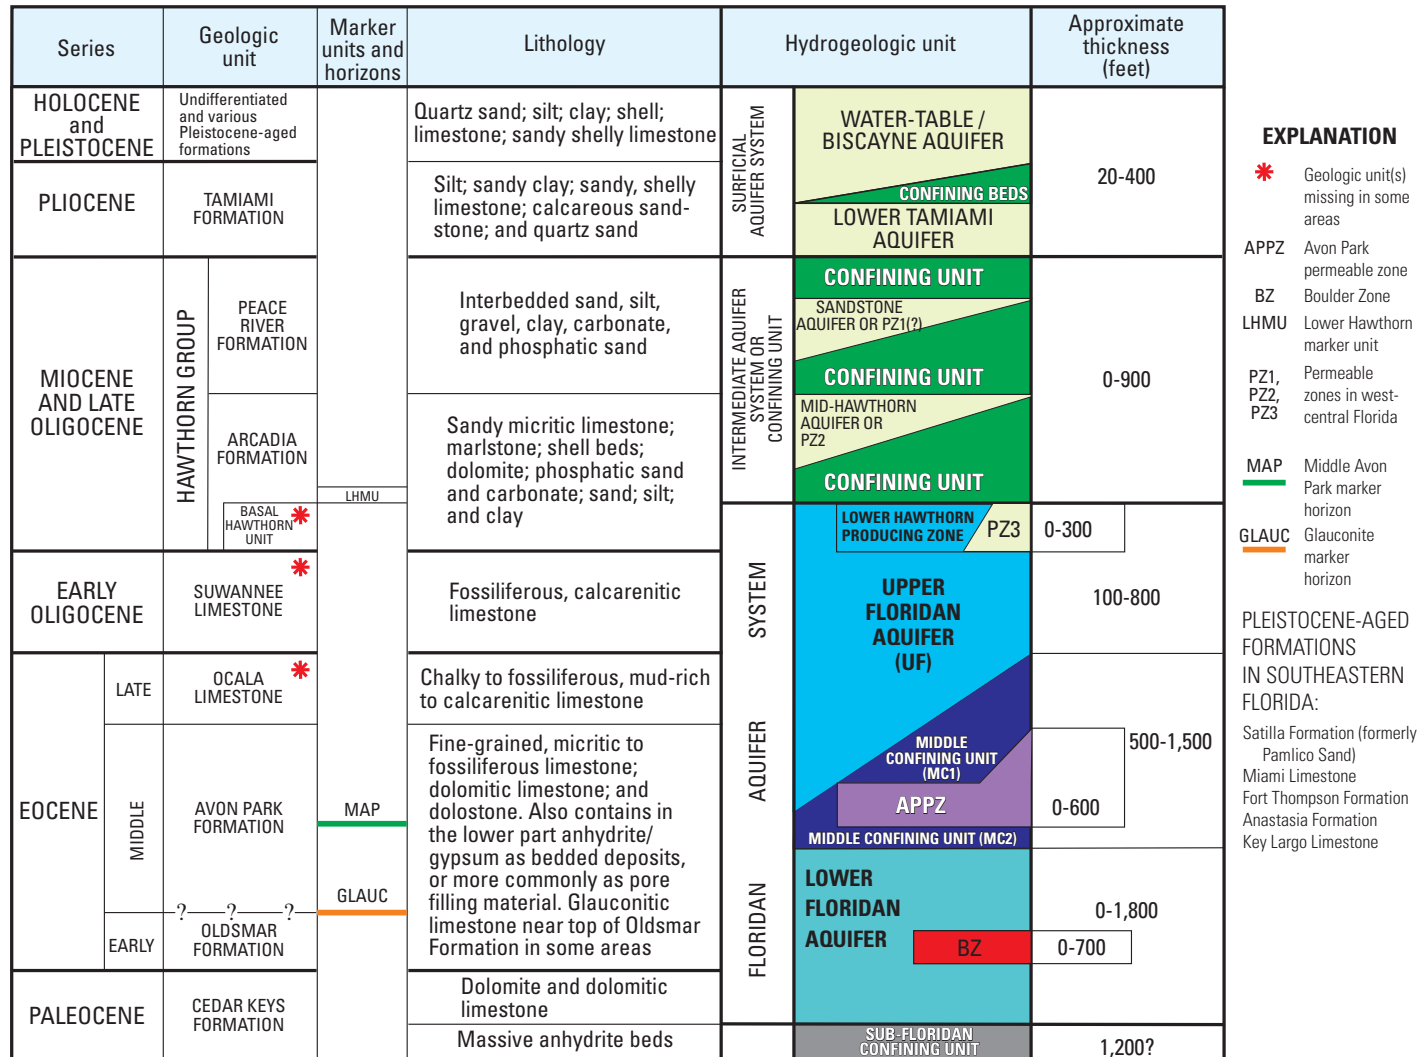 Series
Geologic
unit
Marker
units and
horizons
Lithology
Hydrogeologic unit
Approximate
thickness
(feet)
HOLOCENE
and
PLEISTOCENE
Undifferentiated
and various
Pleistocene-aged
formations
Quartz sand; silt; clay; shell;
limestone; sandy shelly limestone
SURFICIAL
AQUIFER SYSTEM
WATER-TABLE /
BISCAYNE AQUIFER
CONFINING BEDS
LOWER TAMIAMI
AQUIFER
20-400
PLIOCENE
TAMIAMI
FORMATION
Silt; sandy clay; sandy, shelly
limestone; calcareous sand-
stone; and quartz sand
MIOCENE
AND LATE
OLIGOCENE
HAWTHORN GROUP
PEACE
RIVER
FORMATION
Interbedded sand, silt,
gravel, clay, carbonate,
and phosphatic sand
INTERMEDIATE AQUIFER
SYSTEM OR
CONFINING UNIT
CONFINING UNIT
SANDSTONE
AQUIFER OR PZ1(?)
CONFINING UNIT
0-900
ARCADIA
FORMATION
LHMU
Sandy micritic limestone;
marlstone; shell beds;
dolomite; phosphatic sand
and carbonate; sand; silt;
and clay
MID-HAWTHORN
AQUIFER OR
PZ2
CONFINING UNIT
BASAL
HAWTHORN
UNIT
LOWER HAWTHORN
PRODUCING ZONE
PZ3
0-300
EARLY
OLIGOCENE
SUWANNEE
LIMESTONE
Fossiliferous, calcarenitic
limestone
FLORIDAN AQUIFER SYSTEM
UPPER
FLORIDAN
AQUIFER
(UF)
100-800
EOCENE
LATE
OCALA
LIMESTONE
Chalky to fossiliferous, mud-rich
to calcarenitic limestone
MIDDLE
AVON PARK
FORMATION
MAP
GLAUC
Fine-grained, micritic to
fossiliferous limestone;
dolomitic limestone; and
dolostone. Also contains in
the lower part anhydrite/
gypsum as bedded deposits,
or more commonly as pore
filling material. Glauconitic
limestone near top of Oldsmar
Formation in some areas
MIDDLE
CONFINING UNIT
(MC1)
500-1,500
APPZ
0-600
MIDDLE CONFINING UNIT (MC2)
? ? ?
EARLY
OLDSMAR
FORMATION
LOWER
FLORIDAN
AQUIFER
0-1,800
BZ
0-700
PALEOCENE
CEDAR KEYS
FORMATION
Dolomite and dolomitic
limestone
Massive anhydrite beds
SUB-FLORIDAN
CONFINING UNIT
1,200?
EXPLANATION
Geologic unit(s)
missing in some
areas
APPZ Avon Park
permeable zone
BZ Boulder Zone
LHMU Lower Hawthorn
marker unit
PZ1, Permeable
PZ2, zones in west-
PZ3 central Florida
MAP Middle Avon
Park marker
horizon
GLAUC Glauconite
marker
horizon
PLEISTOCENE-AGED
FORMATIONS
IN SOUTHEASTERN
FLORIDA:
Satilla Formation (formerly
Pamlico Sand)
Miami Limestone
Fort Thompson Formation
Anastasia Formation
Key Largo Limestone